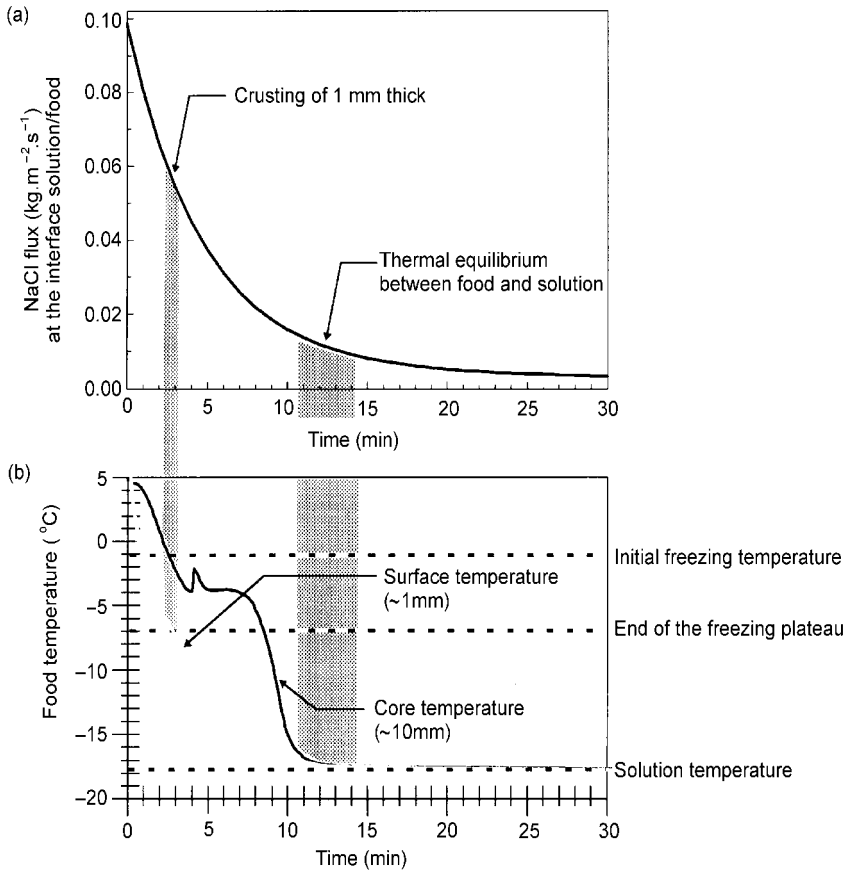 (a)
NaCl flux (kg.m⁻².s⁻¹)
at the interface solution/food
0.10
0.08
0.06
0.04
0.02
0.00
Crusting of 1 mm thick
Thermal equilibrium
between food and solution
0 5 10 15 20 25 30
Time (min)
(b)
Food temperature (°C)
5
0
−5
−10
−15
−20
Initial freezing temperature
Surface temperature
(~1mm)
End of the freezing plateau
Core temperature
(~10mm)
Solution temperature
0 5 10 15 20 25 30
Time (min)